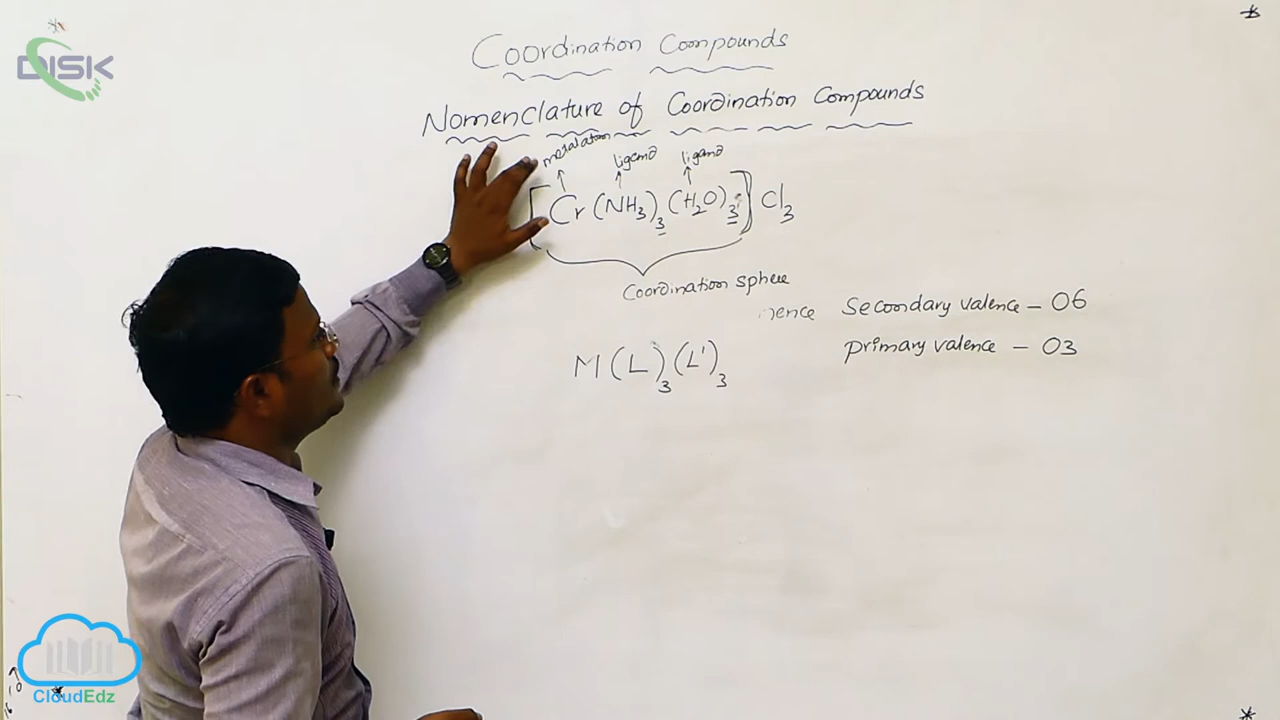 DISK
Coordination Compounds
Nomenclature of Coordination Compounds
metal atom ligand ligand
[Cr(NH₃)₃(H₂O)₃]Cl₃
Coordination sphere
Secondary valence – 06
M(L)₃(L')₃
primary valence – 03
CloudEdz